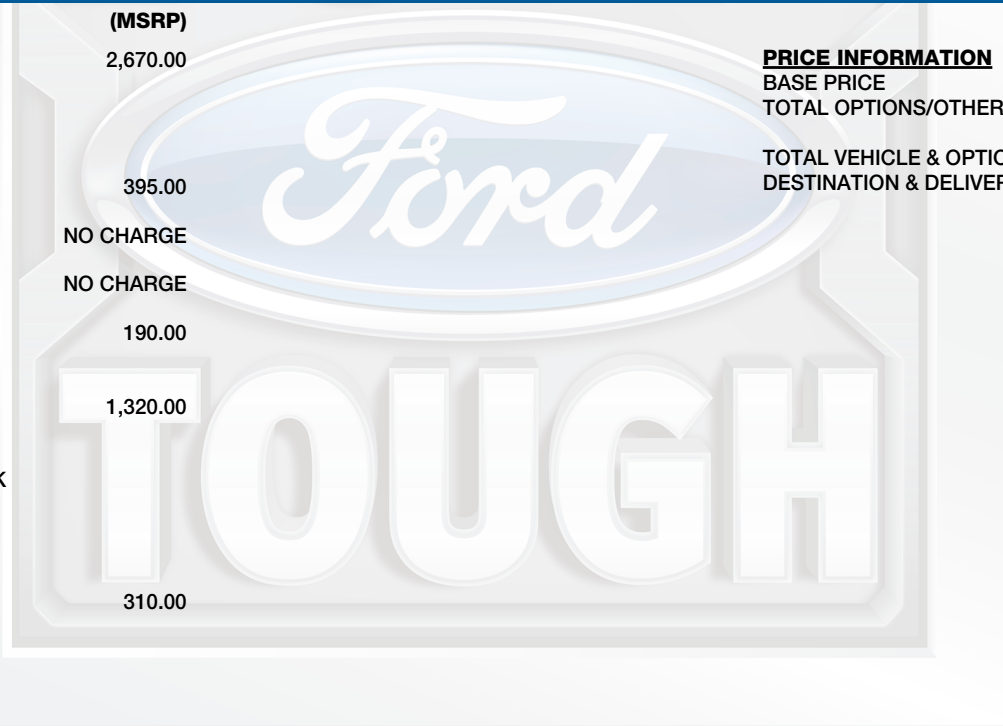 (MSRP)
2,670.00
395.00
NO CHARGE
NO CHARGE
190.00
1,320.00
K
310.00
PRICE INFORMATION
BASE PRICE
TOTAL OPTIONS/OTHER
TOTAL VEHICLE & OPTIO
DESTINATION & DELIVER
Ford
TOUGH